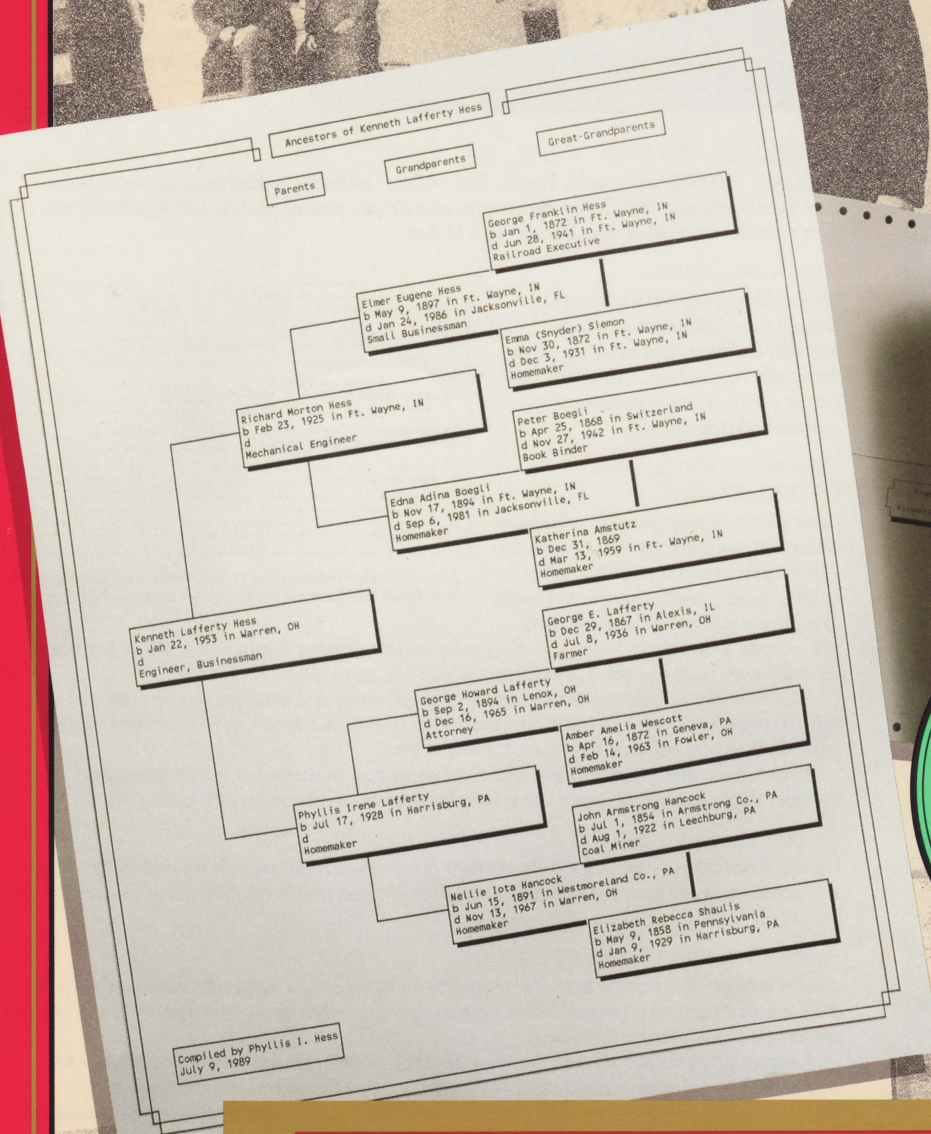 Ancestors of Kenneth Lafferty Hess
Parents
Grandparents
Great-Grandparents
George Franklin Hess
b Jan 1, 1872 in Ft. Wayne, IN
d Jun 28, 1941 in Ft. Wayne, IN
Railroad Executive
Elmer Eugene Hess
b May 9, 1897 in Ft. Wayne, IN
d Jan 24, 1986 in Jacksonville, FL
Small Businessman
Emma (Snyder) Siemon
b Nov 30, 1872 in Ft. Wayne, IN
d Dec 3, 1931 in Ft. Wayne, IN
Homemaker
Richard Morton Hess
b Feb 23, 1925 in Ft. Wayne, IN
d
Mechanical Engineer
Peter Boegli
b Apr 25, 1868 in Switzerland
d Nov 27, 1942 in Ft. Wayne, IN
Book Binder
Edna Adina Boegli
b Nov 17, 1894 in Ft. Wayne, IN
d Sep 6, 1981 in Jacksonville, FL
Homemaker
Katherina Amstutz
b Dec 31, 1869
d Mar 13, 1959 in Ft. Wayne, IN
Homemaker
Kenneth Lafferty Hess
b Jan 22, 1953 in Warren, OH
d
Engineer, Businessman
George E. Lafferty
b Dec 29, 1867 in Alexis, IL
d Jul 8, 1936 in Warren, OH
Farmer
George Howard Lafferty
b Sep 2, 1894 in Lenox, OH
d Dec 16, 1965 in Warren, OH
Attorney
Amber Amelia Wescott
b Apr 16, 1872 in Geneva, PA
d Feb 14, 1963 in Fowler, OH
Homemaker
Phyllis Irene Lafferty
b Jul 17, 1928 in Harrisburg, PA
d
Homemaker
John Armstrong Hancock
b Jul 1, 1854 in Armstrong Co., PA
d Aug 1, 1922 in Leechburg, PA
Coal Miner
Nellie Iota Hancock
b Jun 15, 1891 in Westmoreland Co., PA
d Nov 13, 1967 in Warren, OH
Homemaker
Elizabeth Rebecca Shaulis
b May 9, 1858 in Pennsylvania
d Jan 9, 1929 in Harrisburg, PA
Homemaker
Compiled by Phyllis I. Hess
July 9, 1989